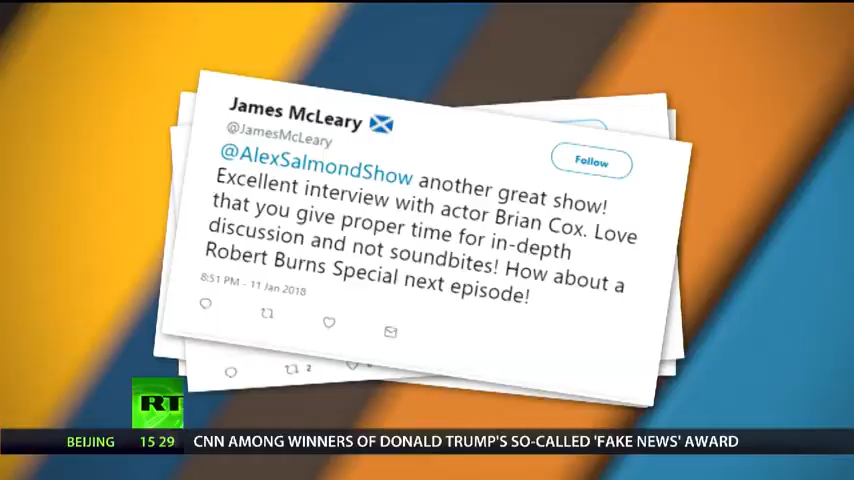 James McLeary
@JamesMcLeary
Follow
@AlexSalmondShow another great show!
Excellent interview with actor Brian Cox. Love
that you give proper time for in-depth
discussion and not soundbites! How about a
Robert Burns Special next episode!
8:51 PM - 11 Jan 2018
2
RT
BEIJING 15 29 CNN AMONG WINNERS OF DONALD TRUMP'S SO-CALLED 'FAKE NEWS' AWARD